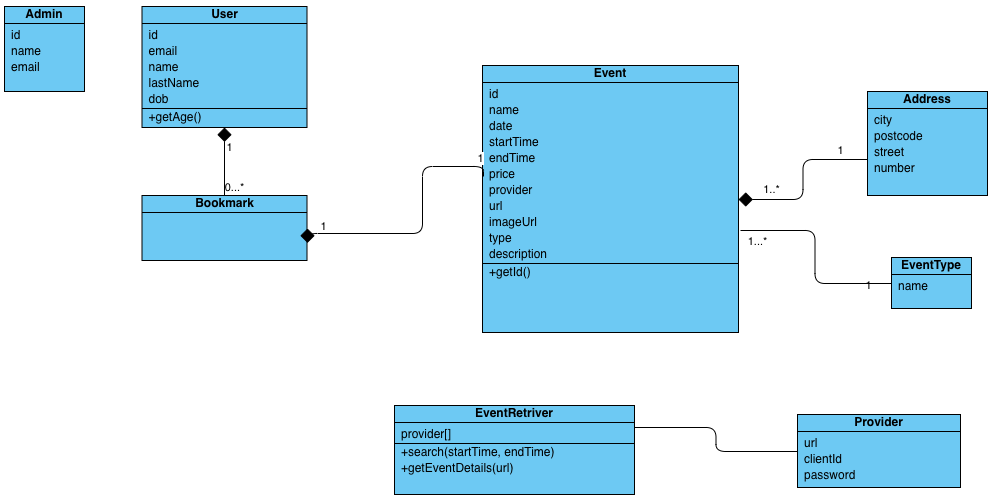 Admin
id
name
email
User
id
email
name
lastName
dob
+getAge()
1
0...*
Bookmark
1
1
Event
id
name
date
startTime
endTime
price
provider
url
imageUrl
type
description
+getId()
1..*
1
Address
city
postcode
street
number
1...*
1
EventType
name
EventRetriver
provider[]
+search(startTime, endTime)
+getEventDetails(url)
Provider
url
clientId
password